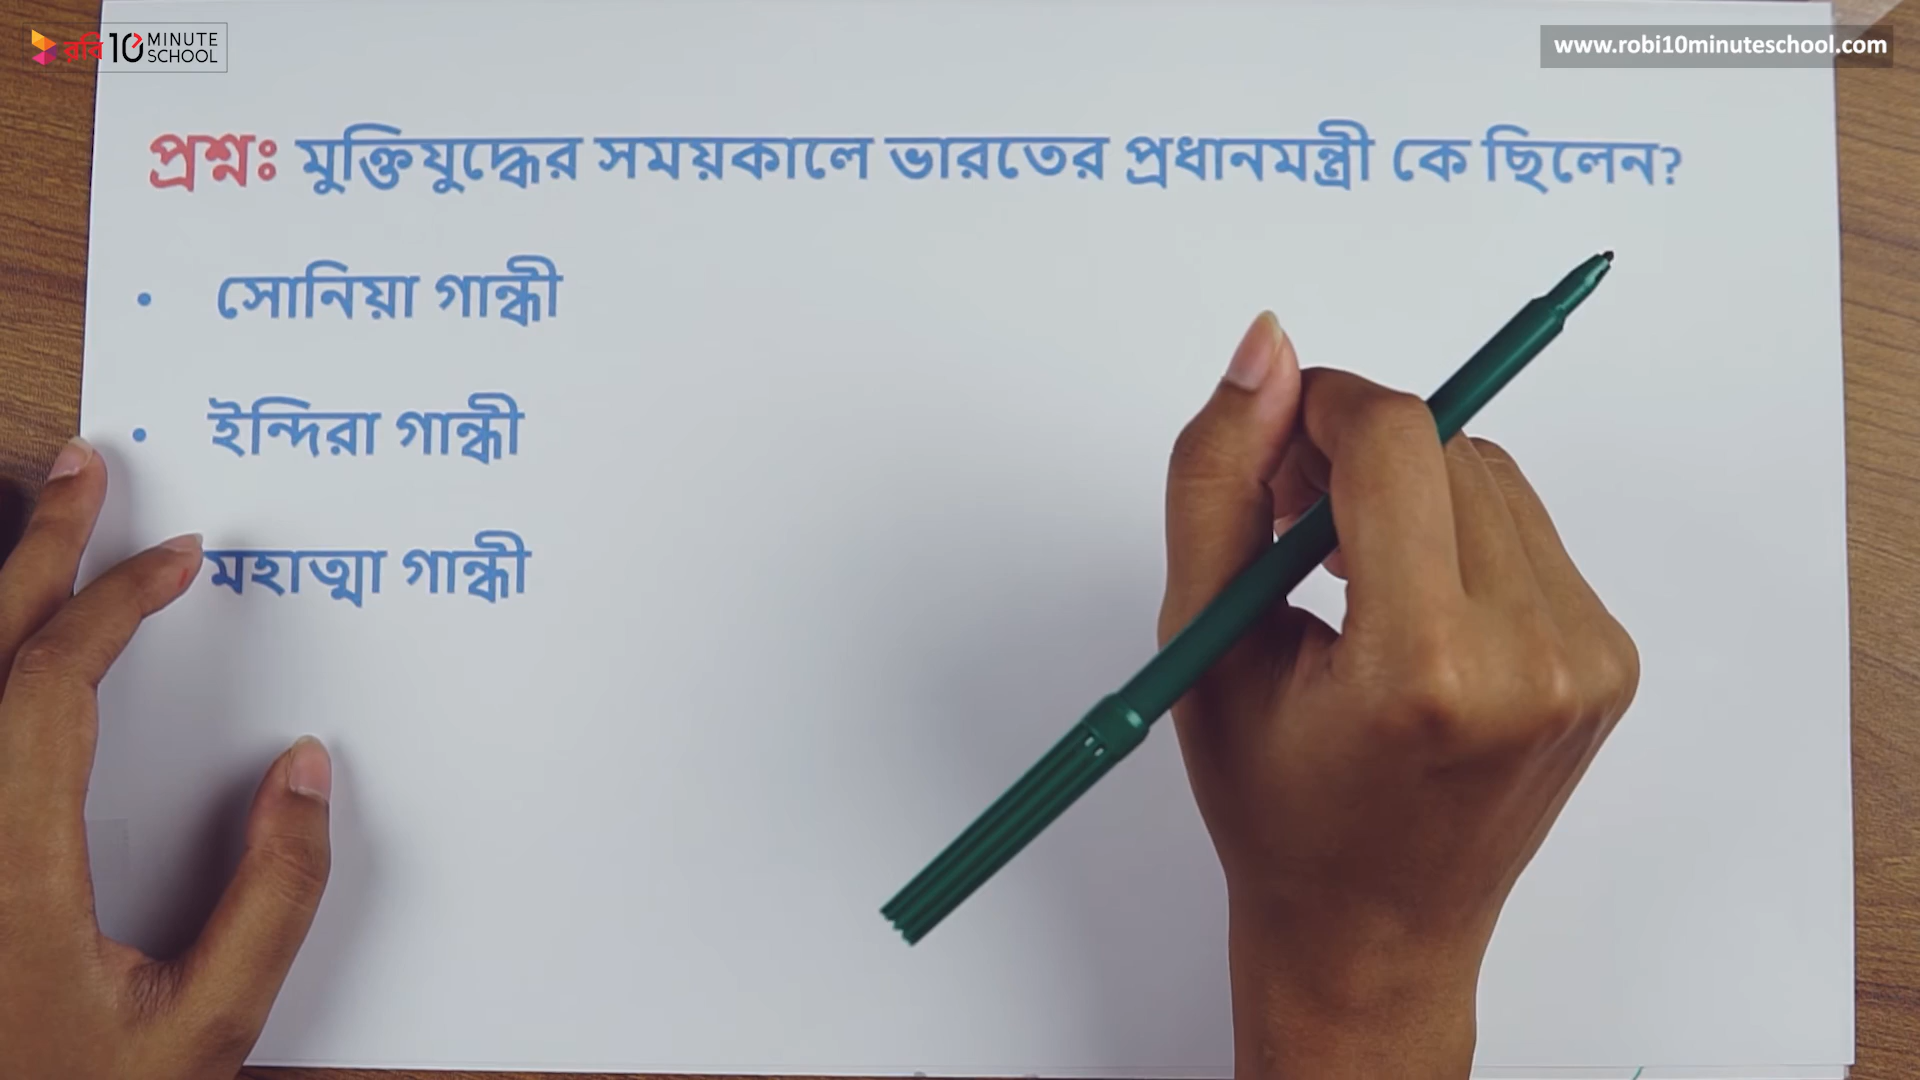 রবি 10 MINUTE SCHOOL
www.robi10minuteschool.com
প্রশ্নঃ মুক্তিযুদ্ধের সময়কালে ভারতের প্রধানমন্ত্রী কে ছিলেন?
• সোনিয়া গান্ধী
• ইন্দিরা গান্ধী
মহাত্মা গান্ধী